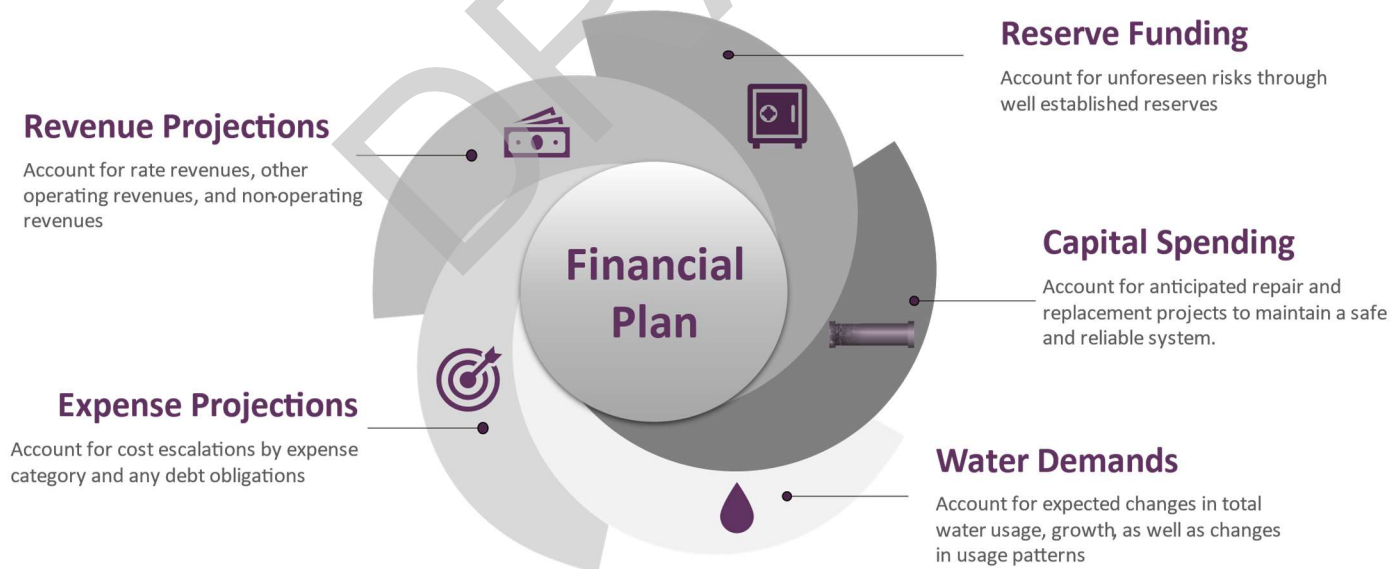 Reserve Funding
Account for unforeseen risks through
well established reserves
Revenue Projections
Account for rate revenues, other
operating revenues, and non-operating
revenues
Financial
Plan
Capital Spending
Account for anticipated repair and
replacement projects to maintain a safe
and reliable system.
Expense Projections
Account for cost escalations by expense
category and any debt obligations
Water Demands
Account for expected changes in total
water usage, growth, as well as changes
in usage patterns